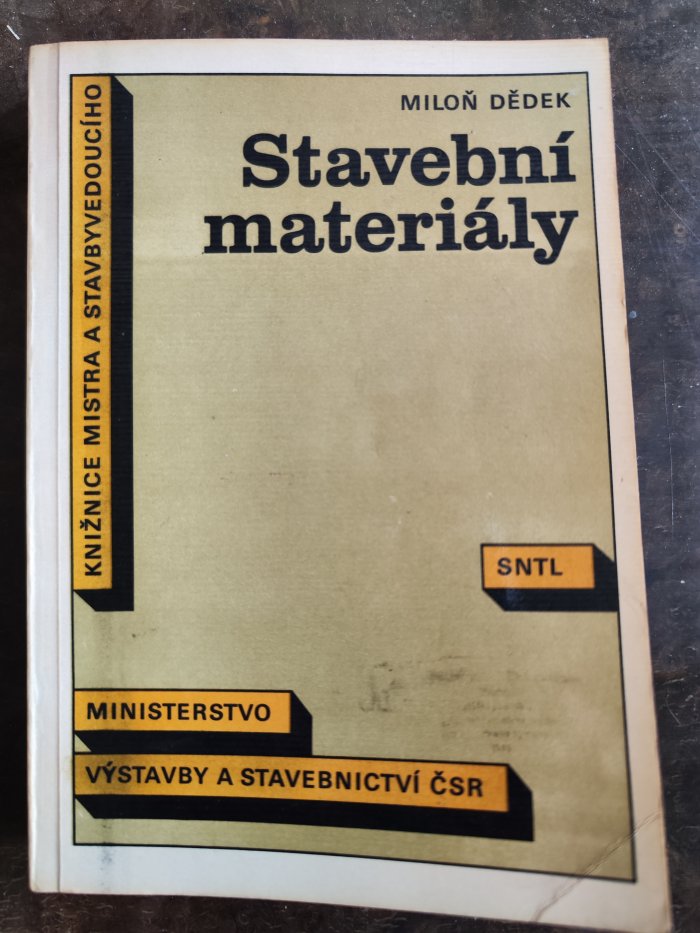 MILOŇ DĚDEK
Stavební
materiály
KNIŽNICE MISTRA A STAVBYVEDOUCÍHO
SNTL
MINISTERSTVO
VÝSTAVBY A STAVEBNICTVÍ ČSR